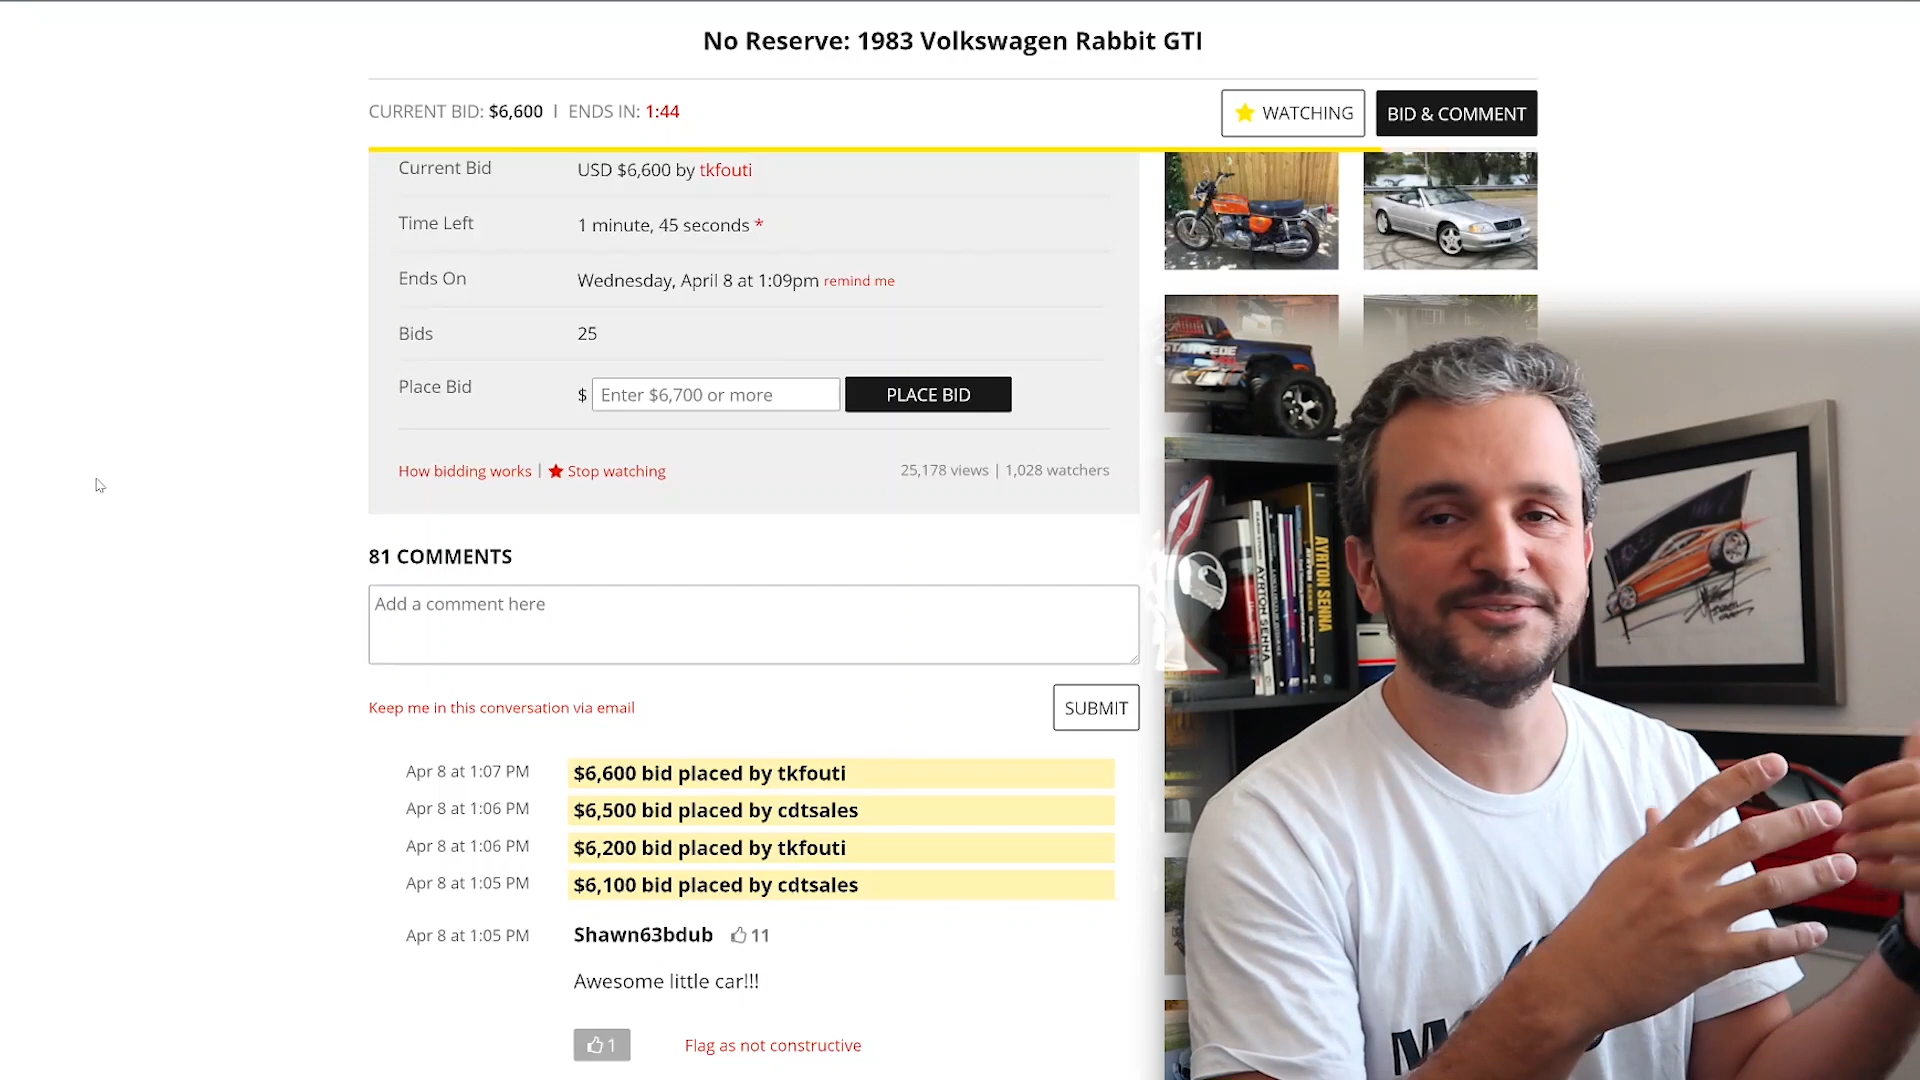 No Reserve: 1983 Volkswagen Rabbit GTI
CURRENT BID: $6,600 | ENDS IN: 1:44
WATCHING
BID & COMMENT
Current Bid
USD $6,600 by tkfouti
Time Left
1 minute, 45 seconds *
Ends On
Wednesday, April 8 at 1:09pm remind me
Bids
25
Place Bid
$ Enter $6,700 or more
PLACE BID
How bidding works | Stop watching
25,178 views | 1,028 watchers
81 COMMENTS
Add a comment here
Keep me in this conversation via email
SUBMIT
Apr 8 at 1:07 PM
$6,600 bid placed by tkfouti
Apr 8 at 1:06 PM
$6,500 bid placed by cdtsales
Apr 8 at 1:06 PM
$6,200 bid placed by tkfouti
Apr 8 at 1:05 PM
$6,100 bid placed by cdtsales
Apr 8 at 1:05 PM
Shawn63bdub 11
Awesome little car!!!
1
Flag as not constructive
STAMPEDE
AYRTON SENNA
AYRTON SENNA